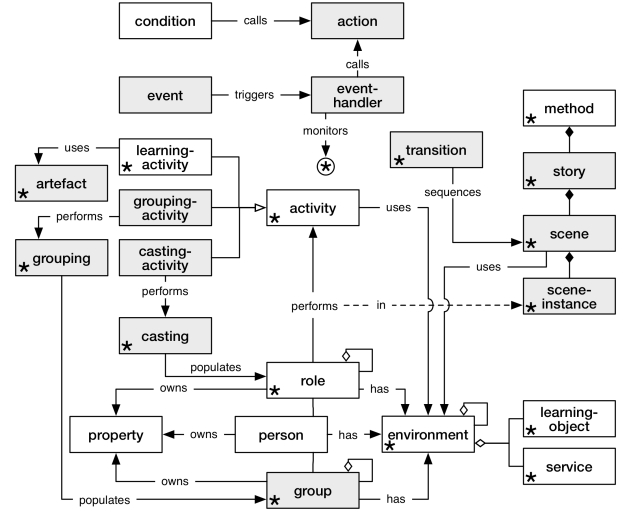 condition
calls
action
calls
event
triggers
event-
handler
monitors
*
method
*
learning-
activity
*
uses
artefact
*
transition
*
story
*
sequences
grouping-
activity
performs
activity
*
uses
scene
*
grouping
*
casting-
activity
performs
uses
scene-
instance
*
performs
in
casting
*
populates
role
*
owns
has
property
owns
person
has
environment
*
learning-
object
*
service
*
owns
group
*
populates
has